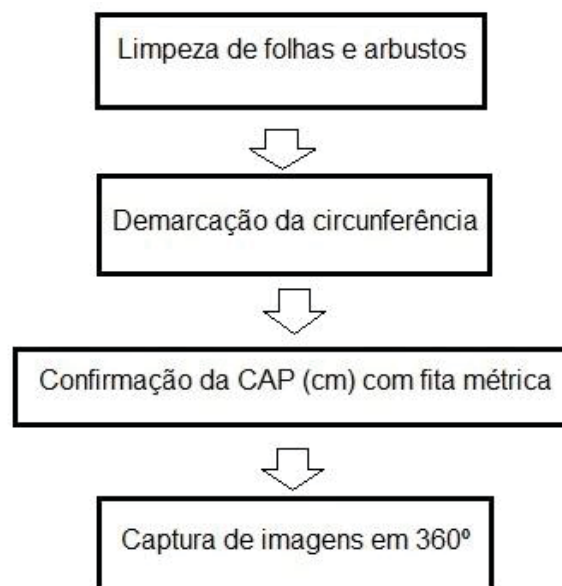 Limpeza de folhas e arbustos
Demarcação da circunferência
Confirmação da CAP (cm) com fita métrica
Captura de imagens em 360º